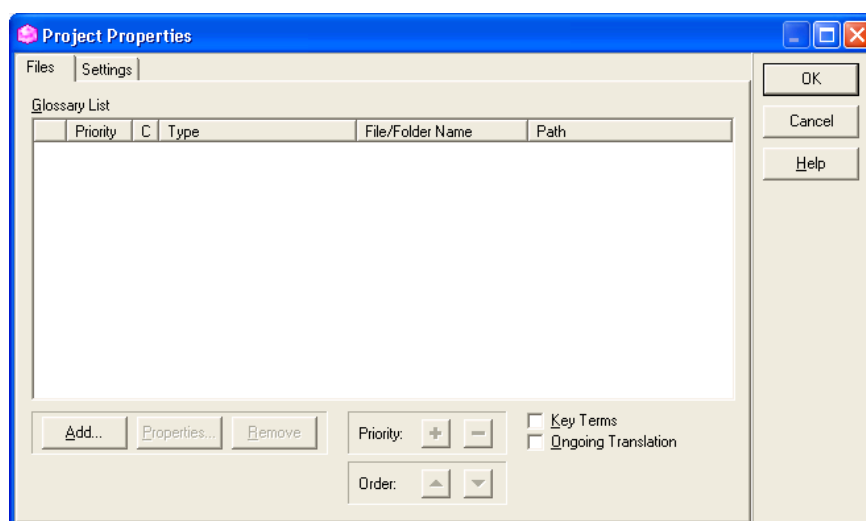 Project Properties
Files Settings
OK
Glossary List
Priority C Type File/Folder Name Path
Cancel
Help
Add... Properties... Remove Priority: + − Key Terms
Ongoing Translation
Order: